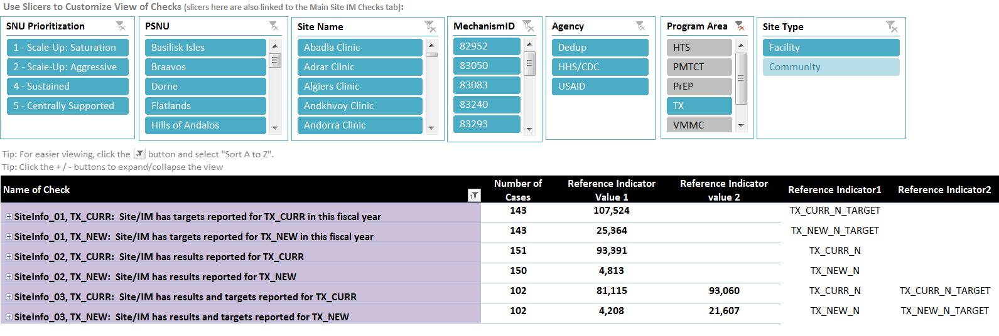 Use Slicers to Customize View of Checks (slicers here are also linked to the Main Site IM Checks tab):
SNU Prioritization
1 - Scale-Up: Saturation
2 - Scale-Up: Aggressive
4 - Sustained
5 - Centrally Supported
PSNU
Basilisk Isles
Braavos
Dorne
Flatlands
Hills of Andalos
Site Name
Abadla Clinic
Adrar Clinic
Algiers Clinic
Andkhvoy Clinic
Andorra Clinic
MechanismID
82952
83050
83083
83240
83293
Agency
Dedup
HHS/CDC
USAID
Program Area
HTS
PMTCT
PrEP
TX
VMMC
Site Type
Facility
Community
Tip: For easier viewing, click the button and select "Sort A to Z".
Tip: Click the + / - buttons to expand/collapse the view
Name of Check Number of Cases Reference Indicator Value 1 Reference Indicator value 2 Reference Indicator1 Reference Indicator2
SiteInfo_01, TX_CURR: Site/IM has targets reported for TX_CURR in this fiscal year 143 107,524 TX_CURR_N_TARGET
SiteInfo_01, TX_NEW: Site/IM has targets reported for TX_NEW in this fiscal year 143 25,364 TX_NEW_N_TARGET
SiteInfo_02, TX_CURR: Site/IM has results reported for TX_CURR 151 93,391 TX_CURR_N
SiteInfo_02, TX_NEW: Site/IM has results reported for TX_NEW 150 4,813 TX_NEW_N
SiteInfo_03, TX_CURR: Site/IM has results and targets reported for TX_CURR 102 81,115 93,060 TX_CURR_N TX_CURR_N_TARGET
SiteInfo_03, TX_NEW: Site/IM has results and targets reported for TX_NEW 102 4,208 21,607 TX_NEW_N TX_NEW_N_TARGET